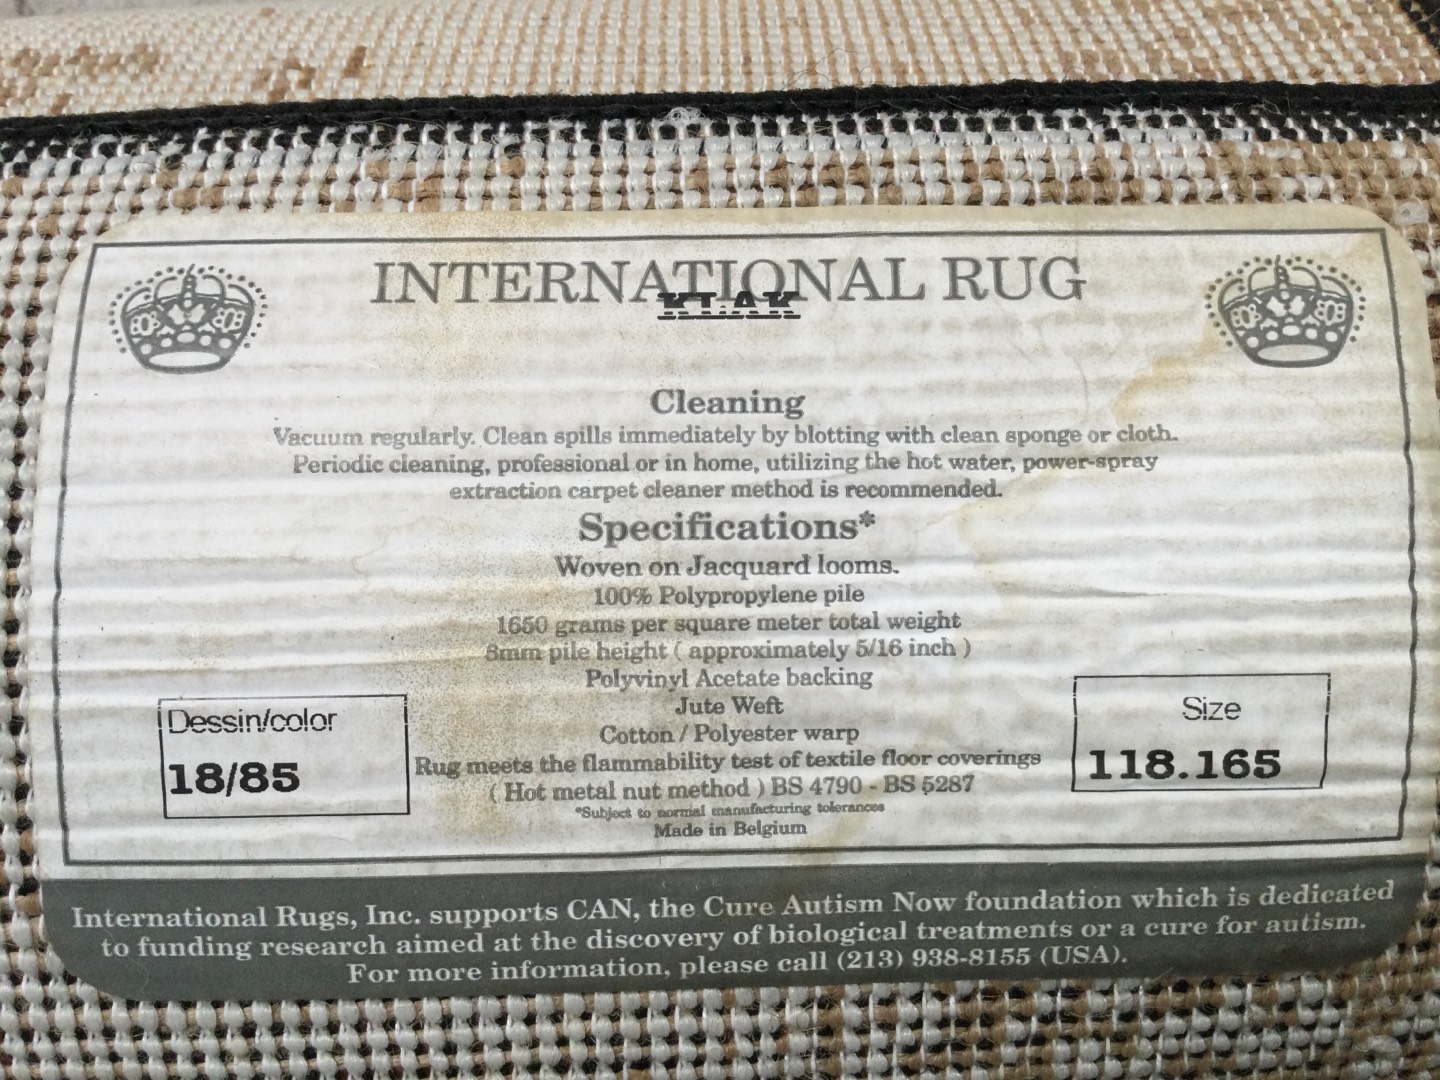 INTERNATIONAL RUG
KLAK
Cleaning
Vacuum regularly. Clean spills immediately by blotting with clean sponge or cloth.
Periodic cleaning, professional or in home, utilizing the hot water, power-spray
extraction carpet cleaner method is recommended.
Specifications*
Woven on Jacquard looms.
100% Polypropylene pile
1650 grams per square meter total weight
8mm pile height ( approximately 5/16 inch )
Polyvinyl Acetate backing
Jute Weft
Cotton / Polyester warp
Rug meets the flammability test of textile floor coverings
( Hot metal nut method ) BS 4790 - BS 5287
*Subject to normal manufacturing tolerances
Made in Belgium
Dessin/color
18/85
Size
118.165
International Rugs, Inc. supports CAN, the Cure Autism Now foundation which is dedicated
to funding research aimed at the discovery of biological treatments or a cure for autism.
For more information, please call (213) 938-8155 (USA).